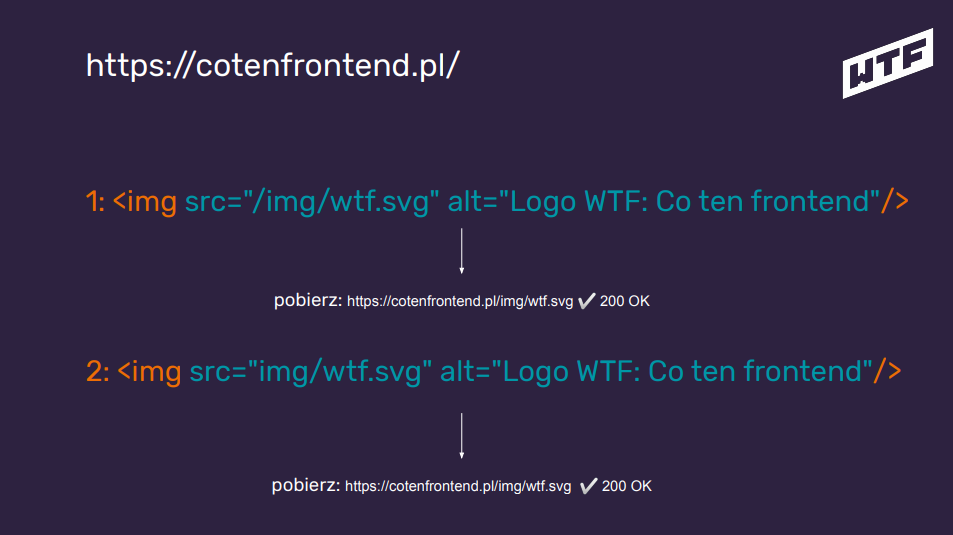 https://cotenfrontend.pl/
WTF
1: <img src="/img/wtf.svg" alt="Logo WTF: Co ten frontend"/>
pobierz: https://cotenfrontend.pl/img/wtf.svg ✔ 200 OK
2: <img src="img/wtf.svg" alt="Logo WTF: Co ten frontend"/>
pobierz: https://cotenfrontend.pl/img/wtf.svg ✔ 200 OK